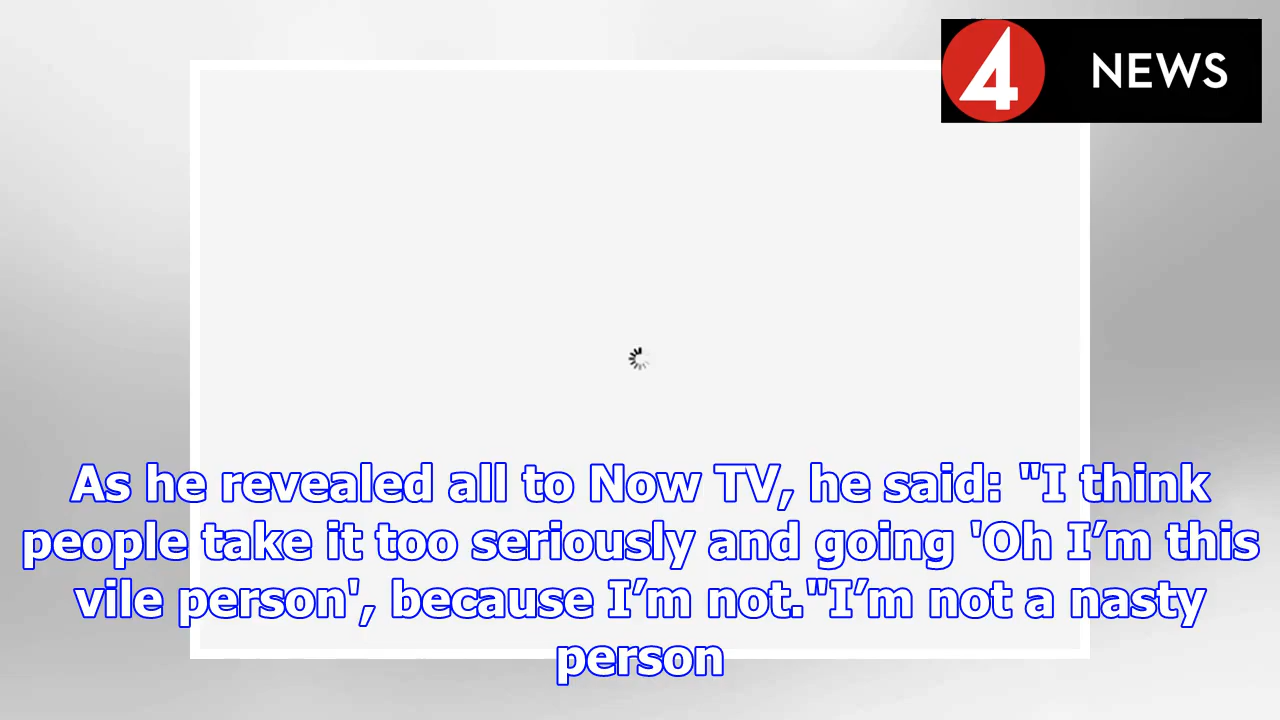 4 NEWS
As he revealed all to Now TV, he said: "I think
people take it too seriously and going 'Oh I’m this
vile person', because I’m not."I’m not a nasty
person